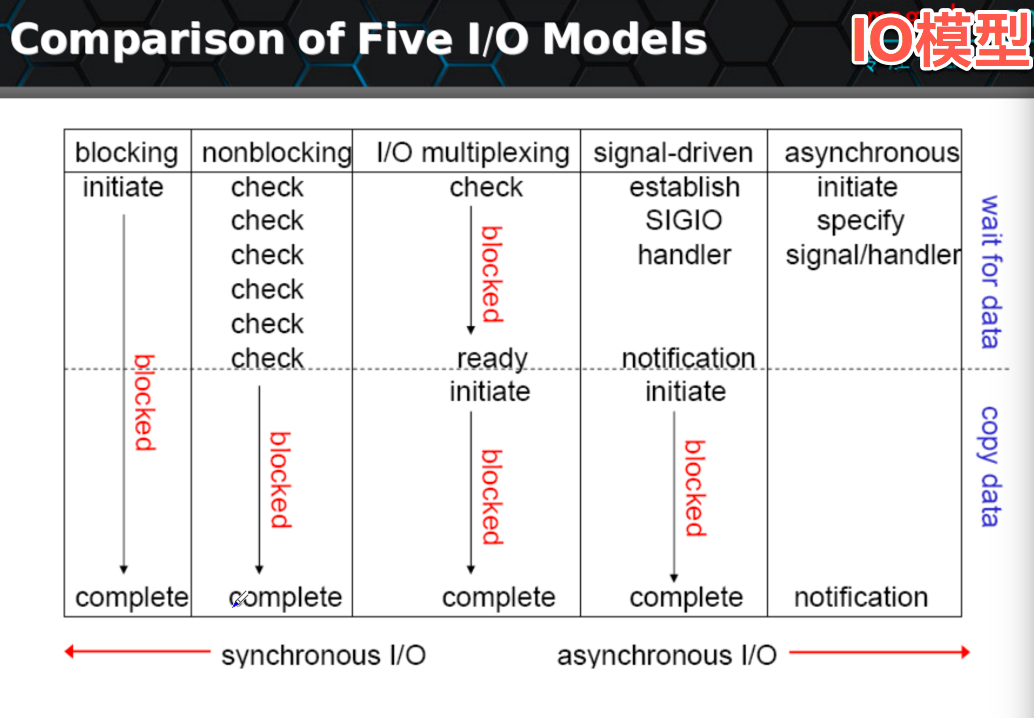 Comparison of Five I/O Models
IO模型
blocking nonblocking I/O multiplexing signal-driven asynchronous
initiate check check establish initiate
check SIGIO specify
check handler signal/handler
check
check
check ready notification
initiate initiate
blocked
blocked
blocked
blocked
blocked
wait for data
copy data
complete complete complete complete notification
synchronous I/O asynchronous I/O